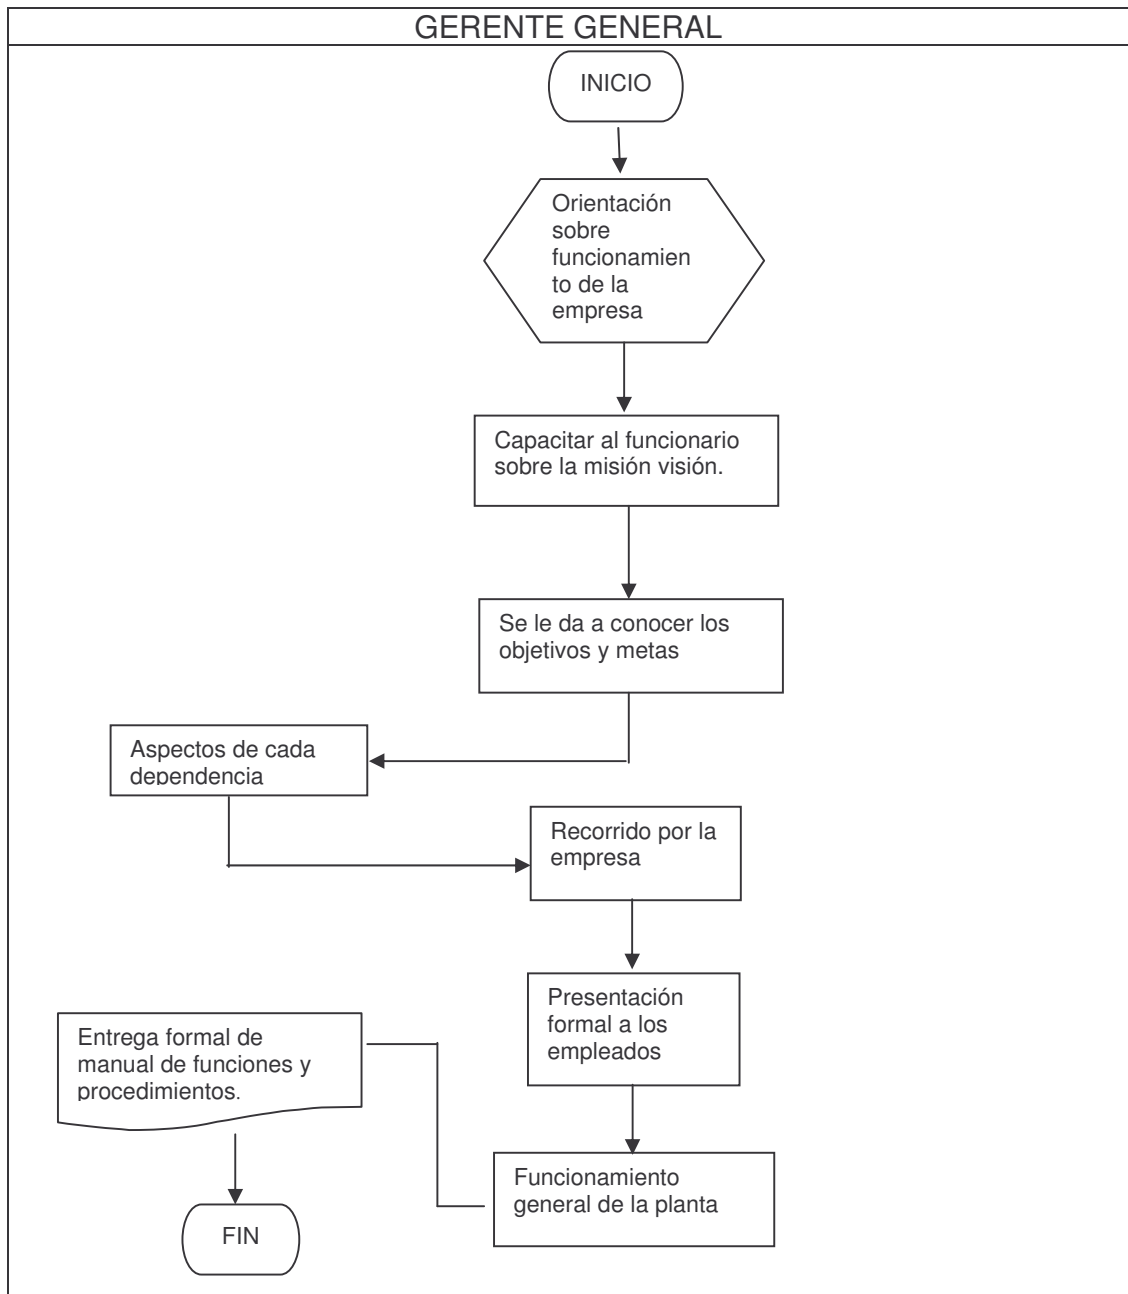 GERENTE GENERAL
INICIO
Orientación
sobre
funcionamien
to de la
empresa
Capacitar al funcionario
sobre la misión visión.
Se le da a conocer los
objetivos y metas
Aspectos de cada
dependencia
Recorrido por la
empresa
Presentación
formal a los
empleados
Funcionamiento
general de la planta
Entrega formal de
manual de funciones y
procedimientos.
FIN